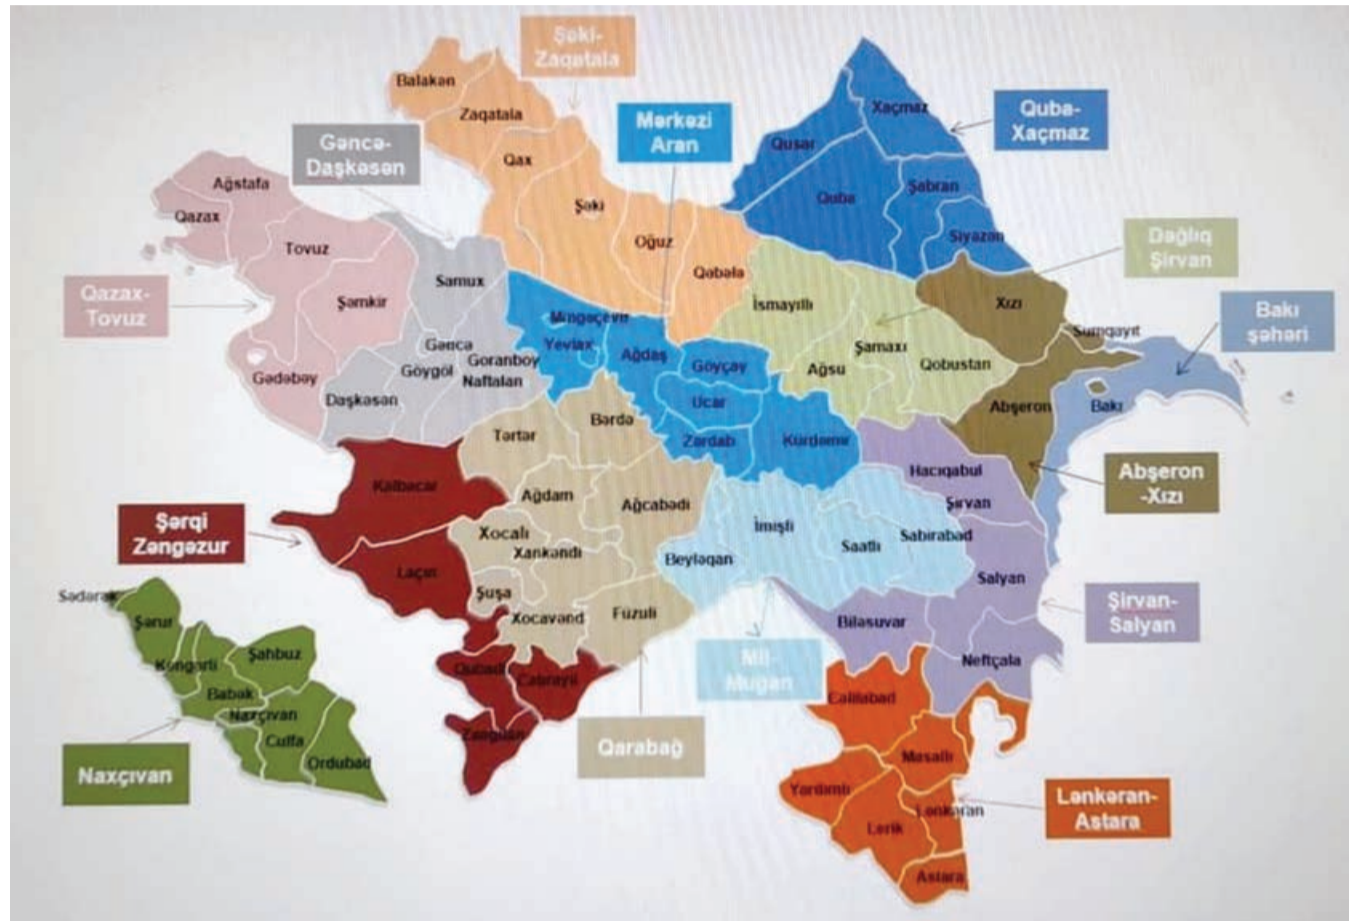 Şəki-
Zaqatala
Balakən
Zaqatala
Qax
Şəki
Oğuz
Qəbələ
Gəncə-
Daşkəsən
Mərkəzi
Aran
Quba-
Xaçmaz
Xaçmaz
Qusar
Quba
Şabran
Siyəzən
Ağstafa
Qazax
Tovuz
Şəmkir
Gədəbəy
Qazax-
Tovuz
Samux
Gəncə
Goranboy
Göygöl
Naftalan
Daşkəsən
Mingəçevir
Yevlax
Ağdaş
Göyçay
Ucar
Zərdab
Kürdəmir
Dağlıq
Şirvan
İsmayıllı
Şamaxı
Ağsu
Qobustan
Xızı
Sumqayıt
Abşeron
Bakı
Bakı
şəhəri
Abşeron
-Xızı
Tərtər
Bərdə
Ağdam
Ağcabədi
Xocalı
Xankəndi
Şuşa
Xocavənd
Füzuli
Qarabağ
Kəlbəcər
Laçın
Qubadlı
Cəbrayıl
Zəngilan
Şərqi
Zəngəzur
Beyləqan
İmişli
Saatlı
Sabirabad
Mil-
Muğan
Hacıqabul
Şirvan
Salyan
Biləsuvar
Neftçala
Şirvan-
Salyan
Sədərək
Şərur
Kəngərli
Şahbuz
Babək
Naxçıvan
Culfa
Ordubad
Naxçıvan
Cəlilabad
Masallı
Yardımlı
Lənkəran
Lerik
Astara
Lənkəran-
Astara